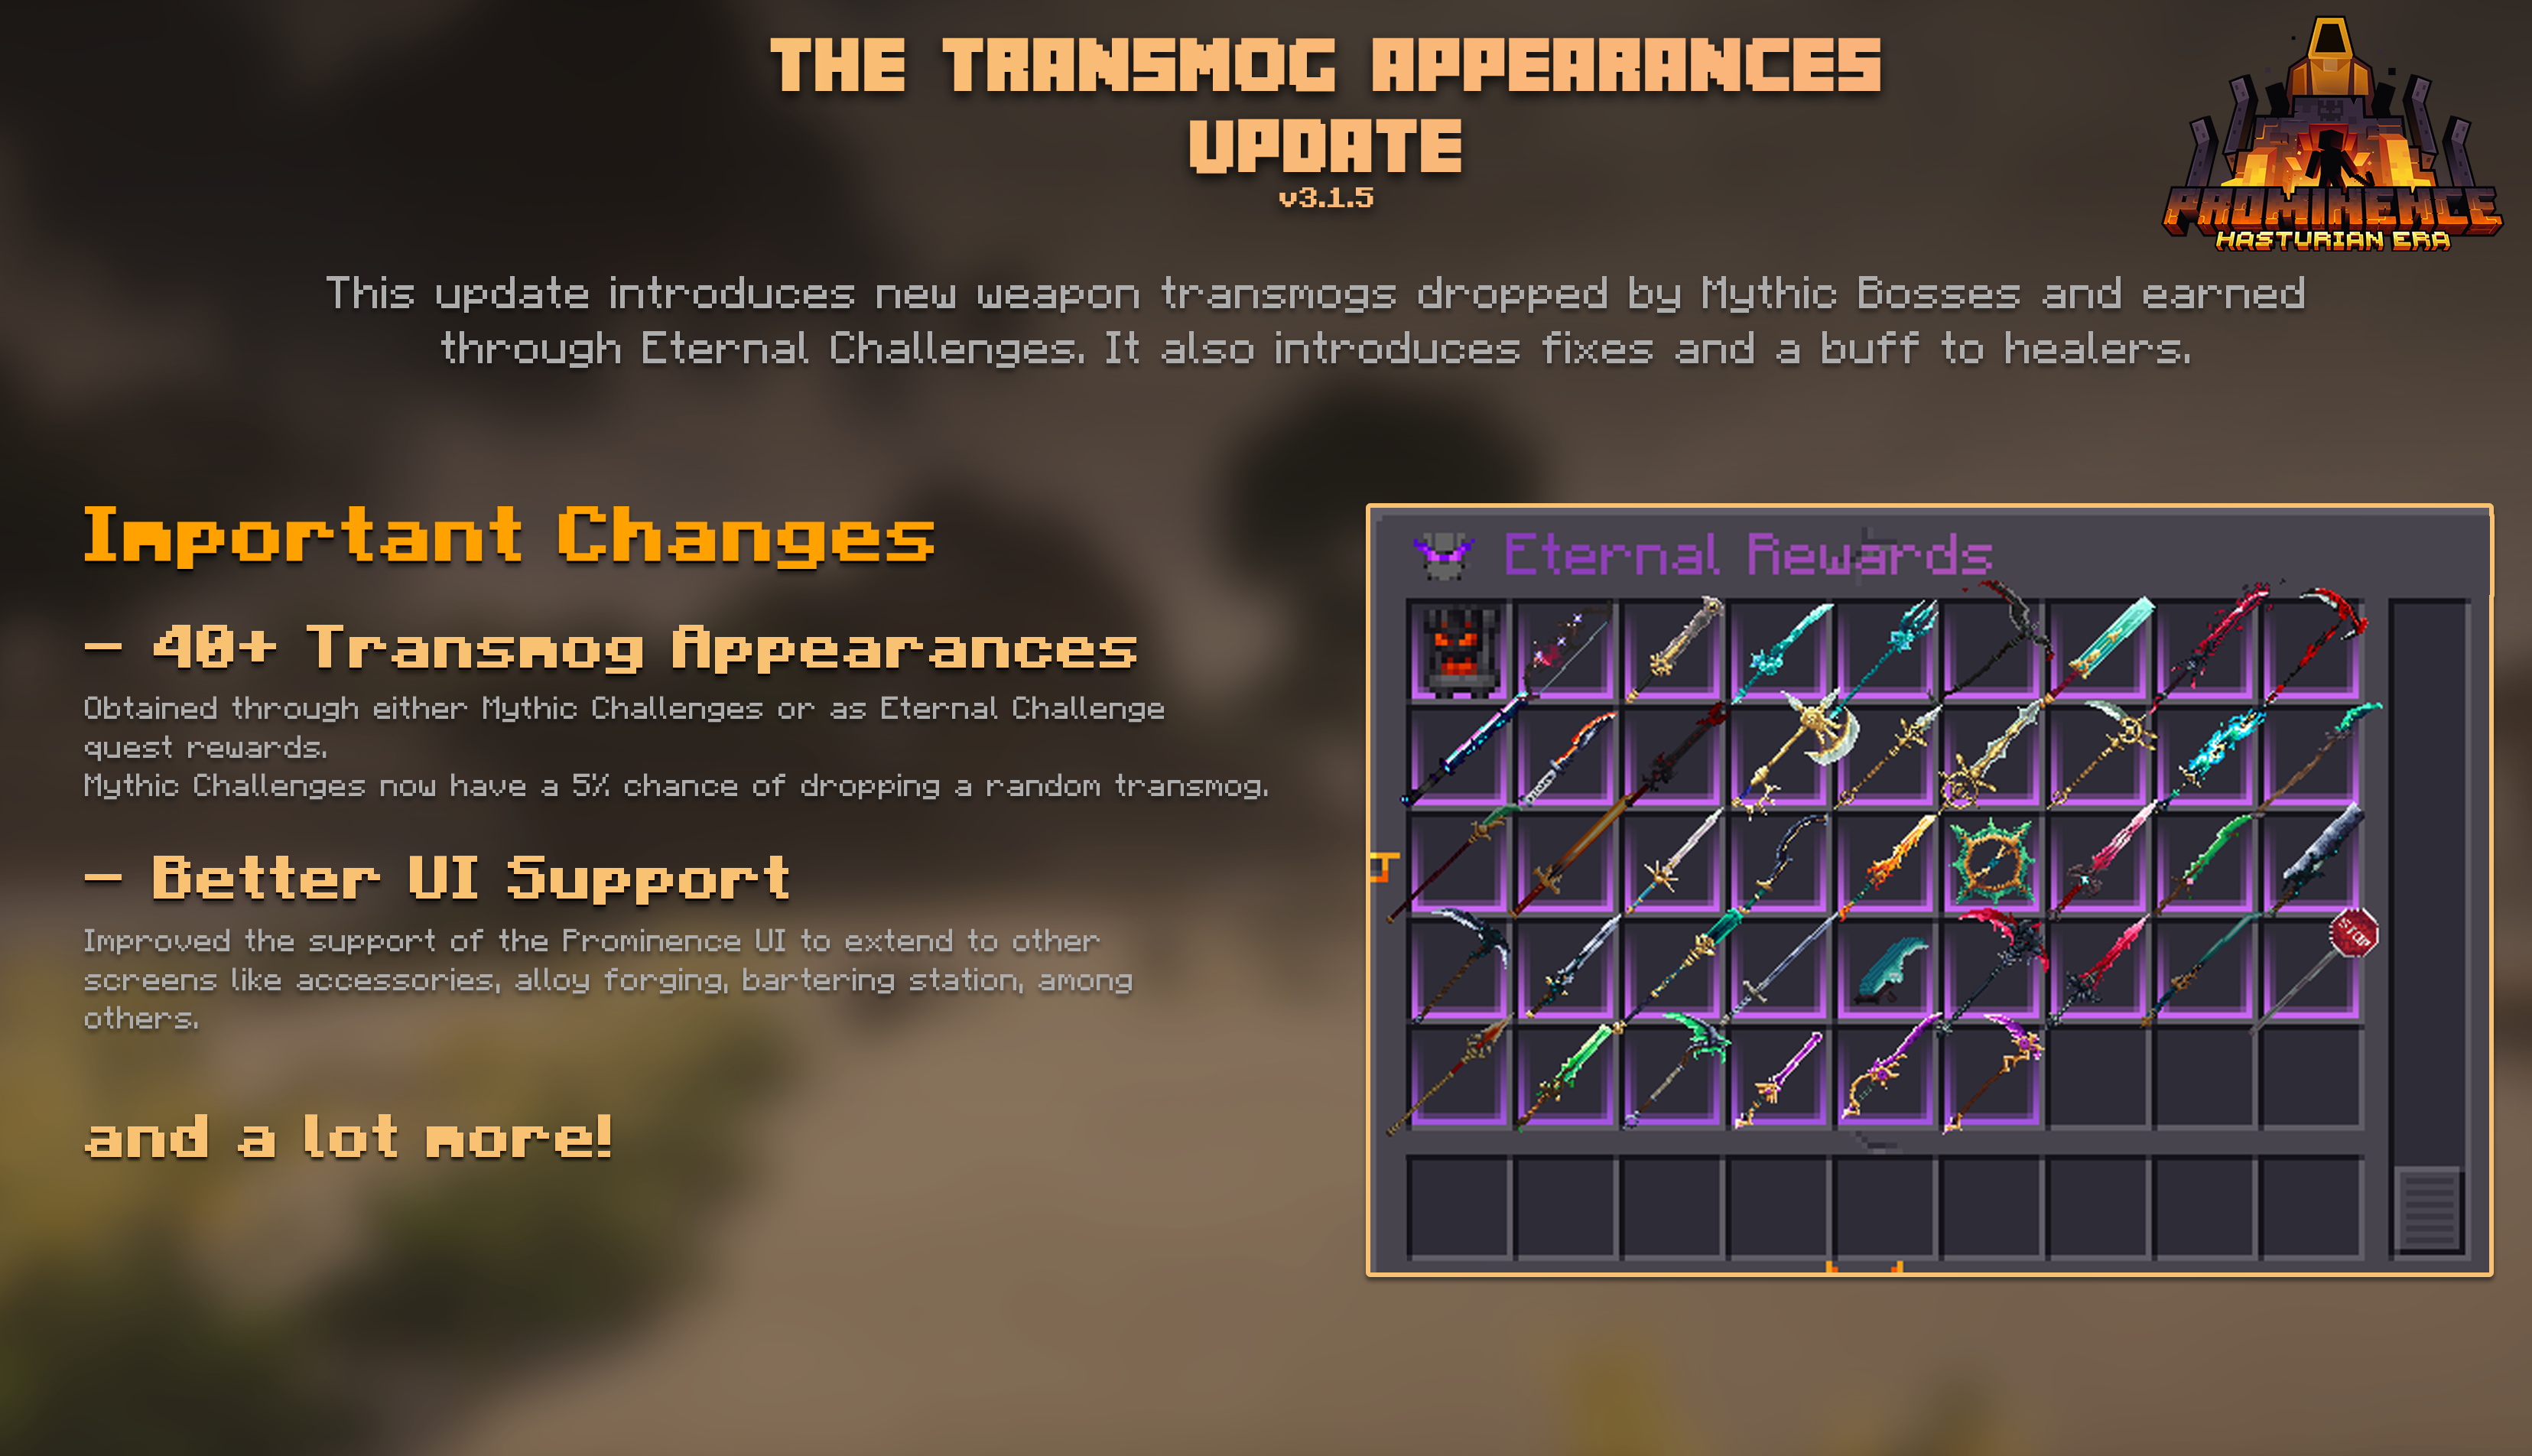 THE TRANSMOG APPEARANCES
UPDATE
v3.1.5
PROMINENCE
HASTURIAN ERA
This update introduces new weapon transmogs dropped by Mythic Bosses and earned
through Eternal Challenges. It also introduces fixes and a buff to healers.
Important Changes
- 40+ Transmog Appearances
Obtained through either Mythic Challenges or as Eternal Challenge
quest rewards.
Mythic Challenges now have a 5% chance of dropping a random transmog.
- Better UI Support
Improved the support of the Prominence UI to extend to other
screens like accessories, alloy forging, bartering station, among
others.
and a lot more!
Eternal Rewards
STOP